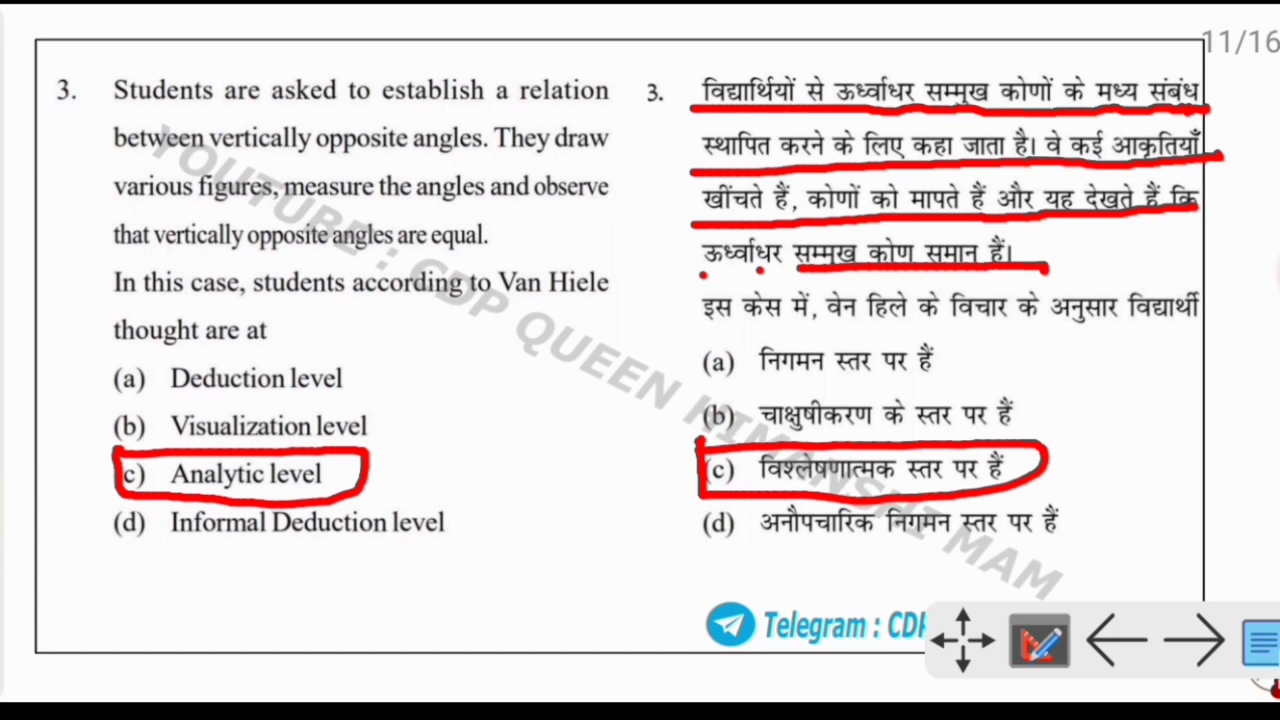 11/16
3. Students are asked to establish a relation
between vertically opposite angles. They draw
various figures, measure the angles and observe
that vertically opposite angles are equal.
In this case, students according to Van Hiele
thought are at
(a) Deduction level
(b) Visualization level
(c) Analytic level
(d) Informal Deduction level
3. विद्यार्थियों से ऊर्ध्वाधर सम्मुख कोणों के मध्य संबंध
स्थापित करने के लिए कहा जाता है। वे कई आकृतियाँ
खींचते हैं, कोणों को मापते हैं और यह देखते हैं कि
ऊर्ध्वाधर सम्मुख कोण समान हैं।
इस केस में, वेन हिले के विचार के अनुसार विद्यार्थी
(a) निगमन स्तर पर हैं
(b) चाक्षुषीकरण के स्तर पर हैं
(c) विश्लेषणात्मक स्तर पर हैं
(d) अनौपचारिक निगमन स्तर पर हैं
YOUTUBE : CDP QUEEN HIMANSHI MAM
Telegram : CDP